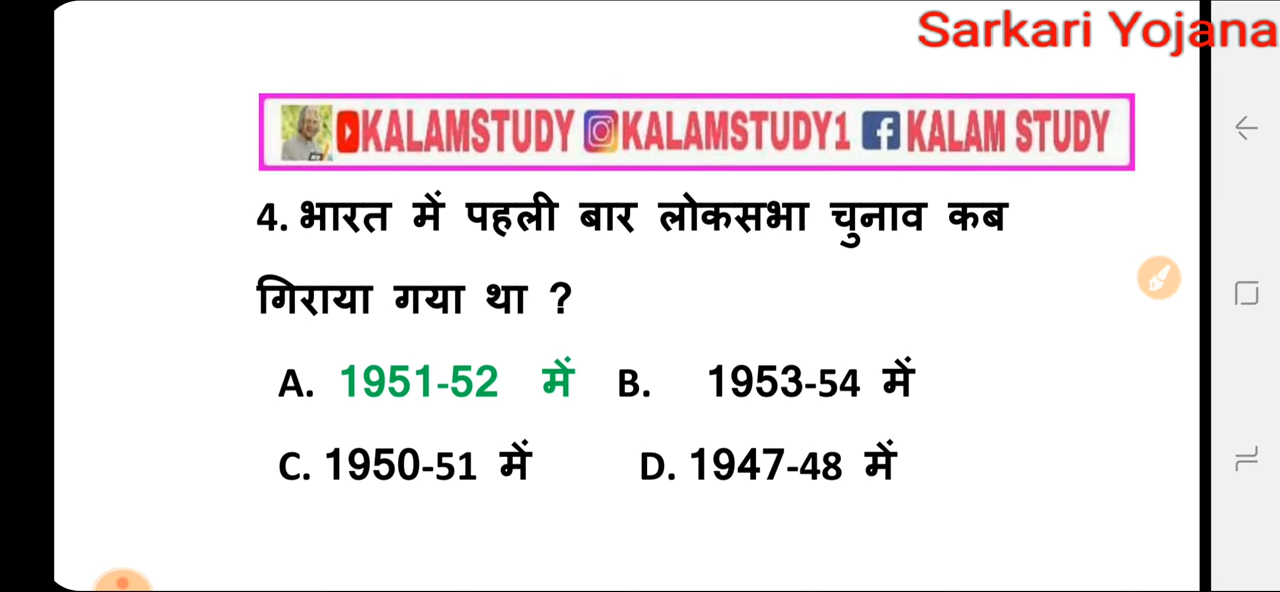 Sarkari Yojana
KALAMSTUDY KALAMSTUDY1 KALAM STUDY
4. भारत में पहली बार लोकसभा चुनाव कब
गिराया गया था ?
A. 1951-52 में B. 1953-54 में
C. 1950-51 में D. 1947-48 में